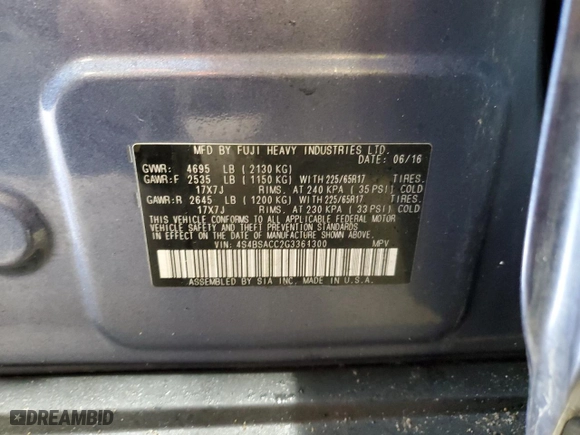 MFD BY FUJI HEAVY INDUSTRIES LTD.
DATE: 06/16
GVWR: 4695 LB (2130 KG)
GAWR:F 2535 LB (1150 KG) WITH 225/65R17 TIRES.
17X7J RIMS. AT 240 KPA (35 PSI) COLD
GAWR:R 2645 LB (1200 KG) WITH 225/65R17 TIRES.
17X7J RIMS. AT 230 KPA (33 PSI) COLD
THIS VEHICLE CONFORMS TO ALL APPLICABLE FEDERAL MOTOR
VEHICLE SAFETY AND THEFT PREVENTION STANDARDS
IN EFFECT ON THE DATE OF MANUFACTURE SHOWN ABOVE.
VIN: 4S4BSACC2G3361300 MPV
ASSEMBLED BY SIA INC. MADE IN U.S.A.
DREAMBID